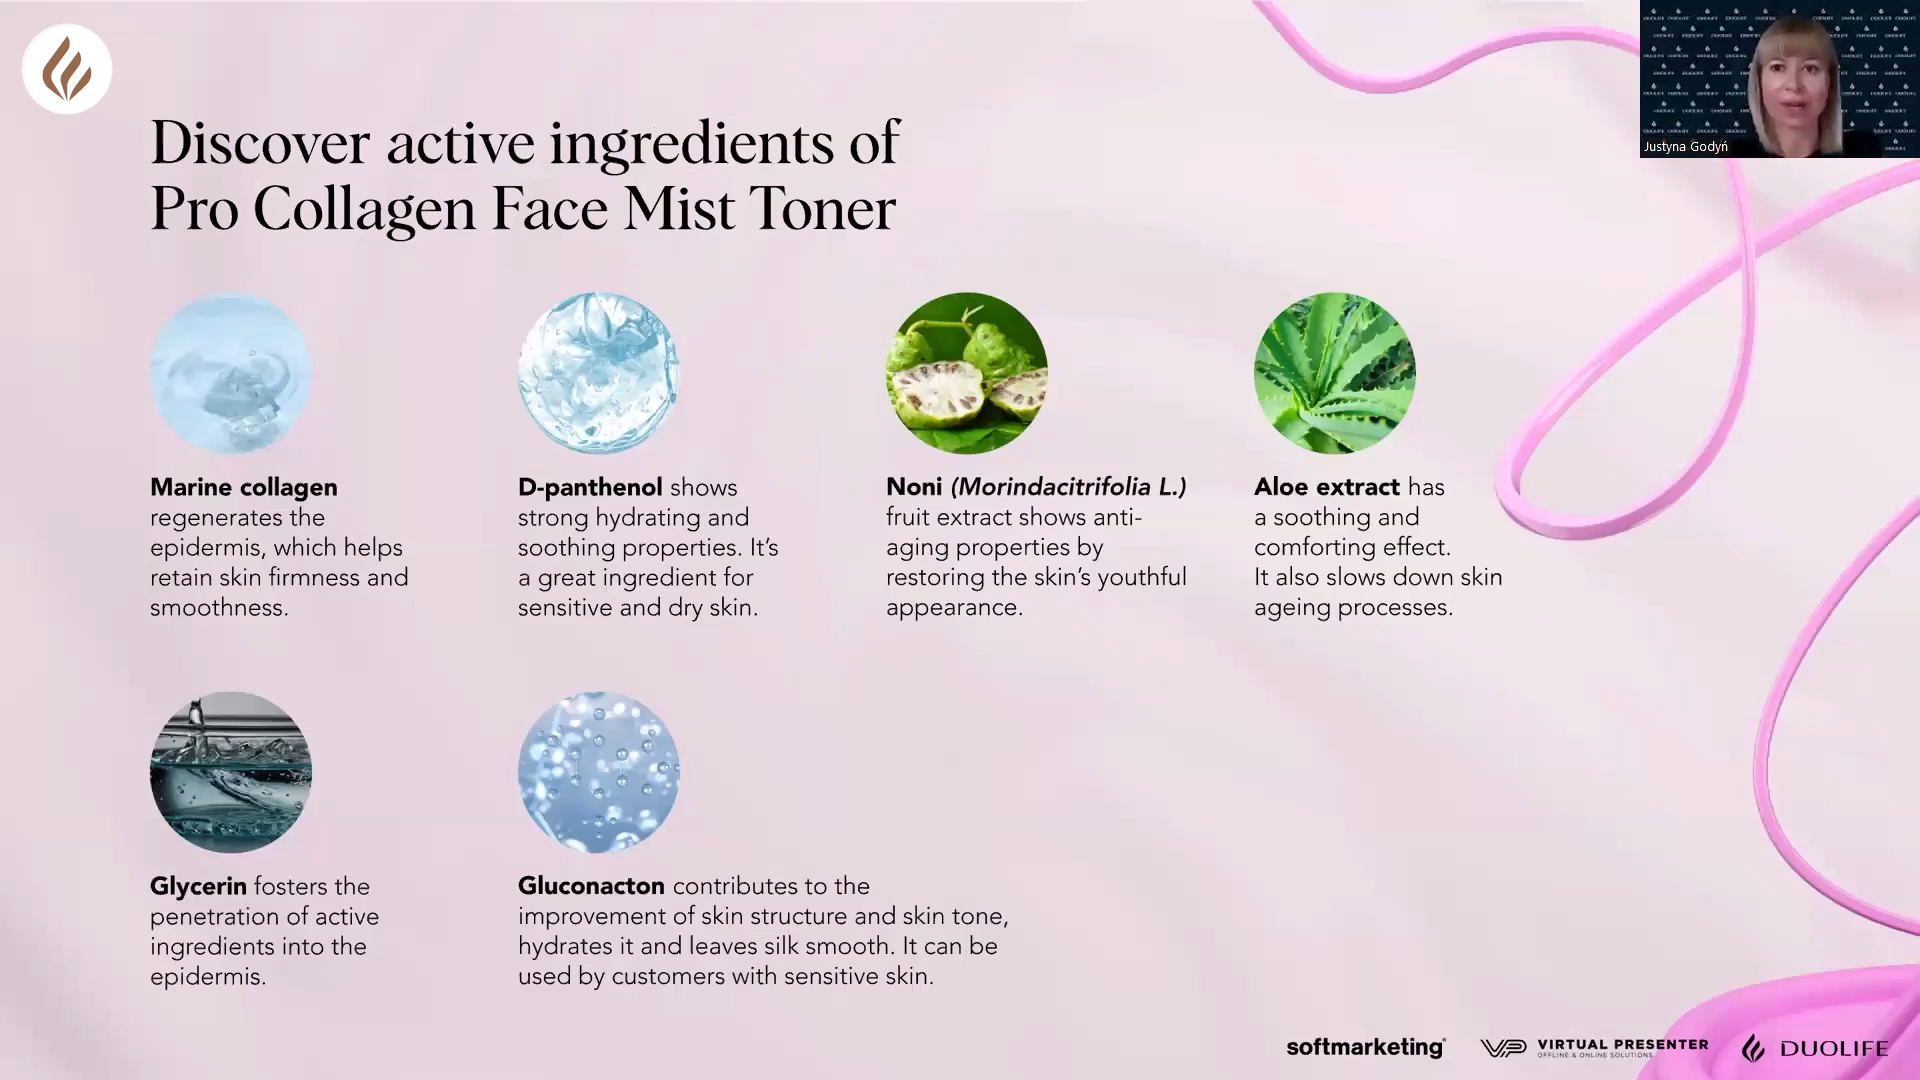 Discover active ingredients of
Pro Collagen Face Mist Toner
Justyna Godyń
Marine collagen
regenerates the
epidermis, which helps
retain skin firmness and
smoothness.
D-panthenol shows
strong hydrating and
soothing properties. It's
a great ingredient for
sensitive and dry skin.
Noni (Morindacitrifolia L.)
fruit extract shows anti-
aging properties by
restoring the skin's youthful
appearance.
Aloe extract has
a soothing and
comforting effect.
It also slows down skin
ageing processes.
Glycerin fosters the
penetration of active
ingredients into the
epidermis.
Gluconacton contributes to the
improvement of skin structure and skin tone,
hydrates it and leaves silk smooth. It can be
used by customers with sensitive skin.
softmarketing
VP VIRTUAL PRESENTER
OFFLINE & ONLINE SOLUTIONS
DUOLIFE